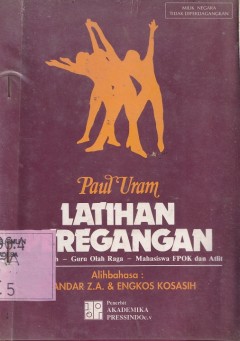 MILIK NEGARA
TIDAK DIPERDAGANGKAN
Paul Uram
LATIHAN
REGANGAN
– Guru Olah Raga – Mahasiswa FPOK dan Atlit
Alihbahasa :
ANDAR Z.A. & ENGKOS KOSASIH
Penerbit
AKADEMIKA
PRESSINDO c.v